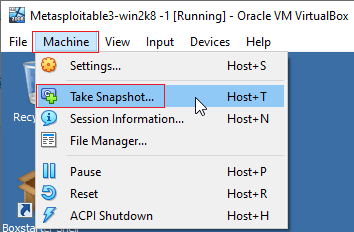 Metasploitable3-win2k8 -1 [Running] - Oracle VM VirtualBox
File Machine View Input Devices Help
Settings... Host+S
Take Snapshot... Host+T
Session Information... Host+N
File Manager...
Pause Host+P
Reset Host+R
ACPI Shutdown Host+H